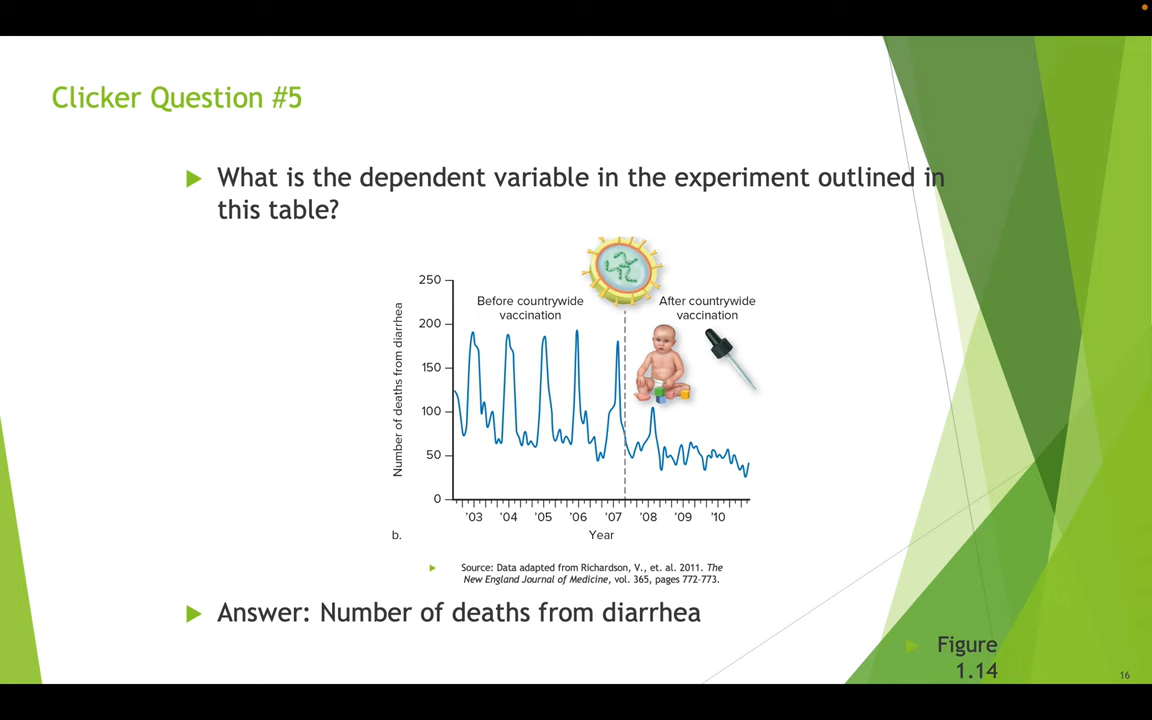 Clicker Question #5
What is the dependent variable in the experiment outlined in
this table?
Number of deaths from diarrhea
250
200
150
100
50
0
Before countrywide
vaccination
After countrywide
vaccination
'03 '04 '05 '06 '07 '08 '09 '10
b.
Year
Source: Data adapted from Richardson, V., et. al. 2011. The
New England Journal of Medicine, vol. 365, pages 772-773.
Answer: Number of deaths from diarrhea
Figure
1.14
16